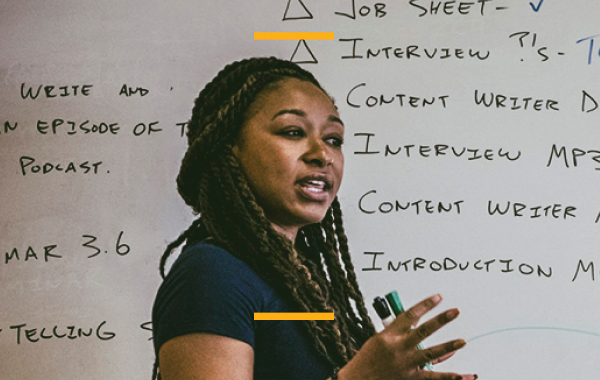 WRITE AND
N EPISODE OF T
PODCAST.
MAR 3.6
TELLING S
△ JOB SHEET- ✓
△ INTERVIEW ?'S- T
CONTENT WRITER D
INTERVIEW MP3
CONTENT WRITER
INTRODUCTION M